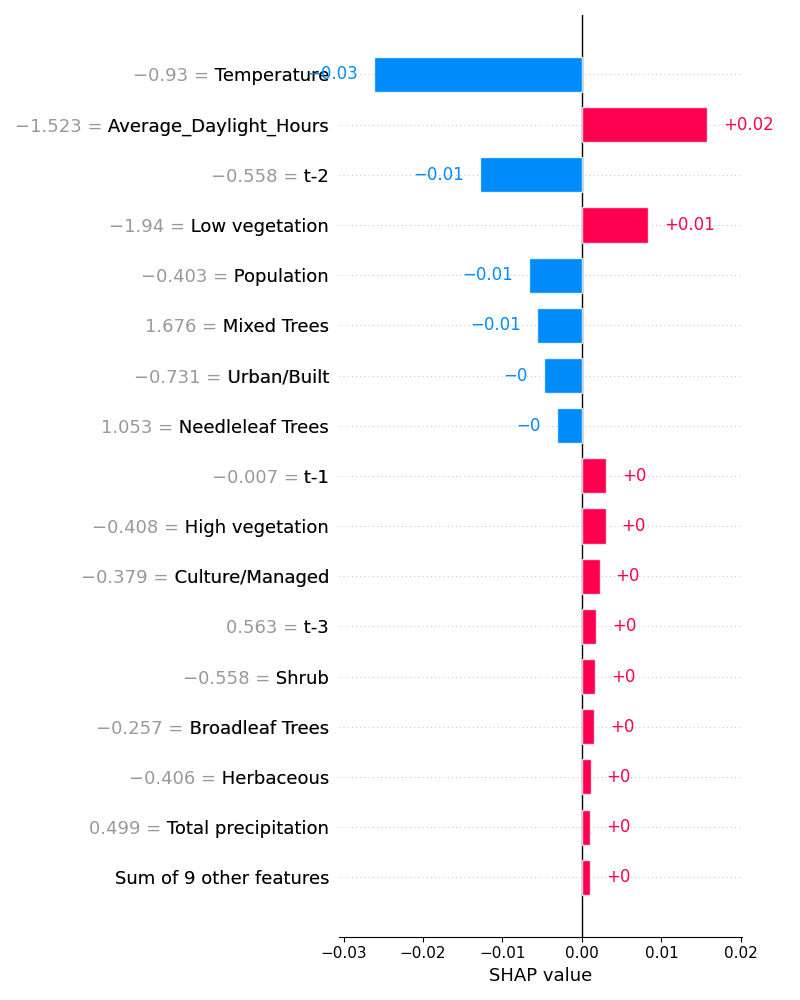 −0.93 = Temperature −0.03
−1.523 = Average_Daylight_Hours +0.02
−0.558 = t-2 −0.01
−1.94 = Low vegetation +0.01
−0.403 = Population −0.01
1.676 = Mixed Trees −0.01
−0.731 = Urban/Built −0
1.053 = Needleleaf Trees −0
−0.007 = t-1 +0
−0.408 = High vegetation +0
−0.379 = Culture/Managed +0
0.563 = t-3 +0
−0.558 = Shrub +0
−0.257 = Broadleaf Trees +0
−0.406 = Herbaceous +0
0.499 = Total precipitation +0
Sum of 9 other features +0
−0.03 −0.02 −0.01 0.00 0.01 0.02
SHAP value